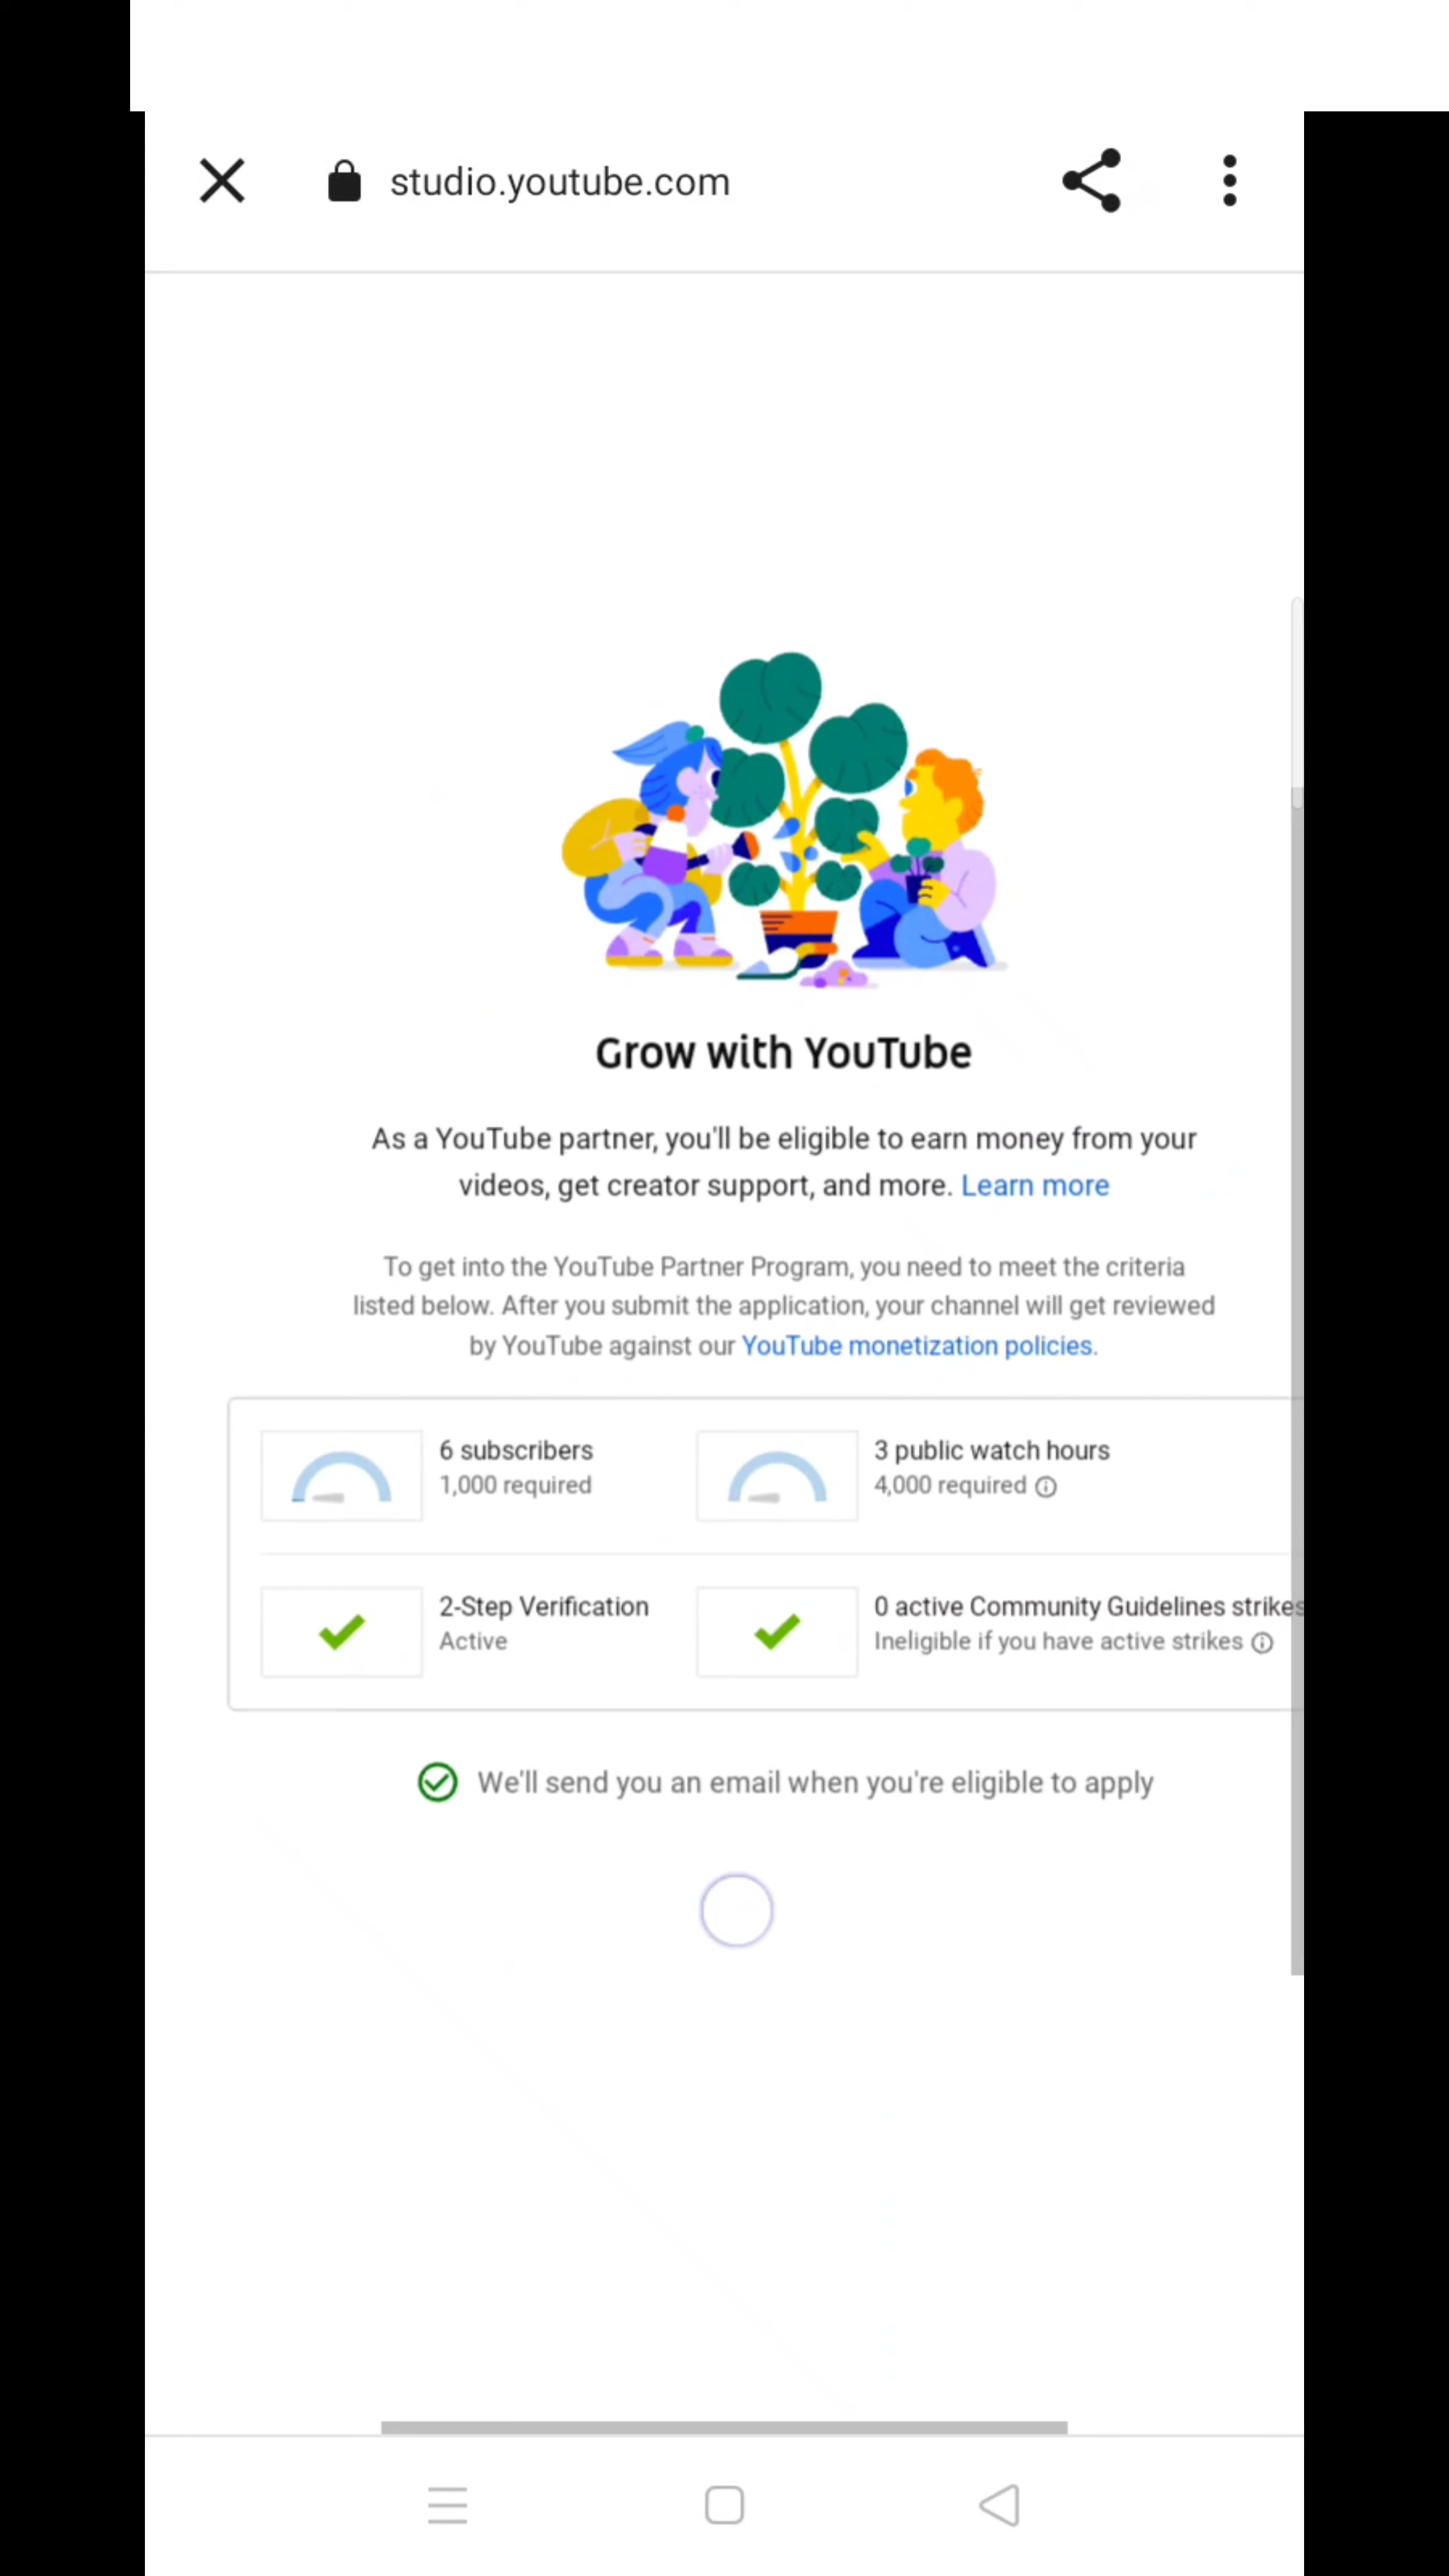 studio.youtube.com
Grow with YouTube
As a YouTube partner, you'll be eligible to earn money from your
videos, get creator support, and more. Learn more
To get into the YouTube Partner Program, you need to meet the criteria
listed below. After you submit the application, your channel will get reviewed
by YouTube against our YouTube monetization policies.
6 subscribers
1,000 required
3 public watch hours
4,000 required
2-Step Verification
Active
0 active Community Guidelines strikes
Ineligible if you have active strikes
We'll send you an email when you're eligible to apply